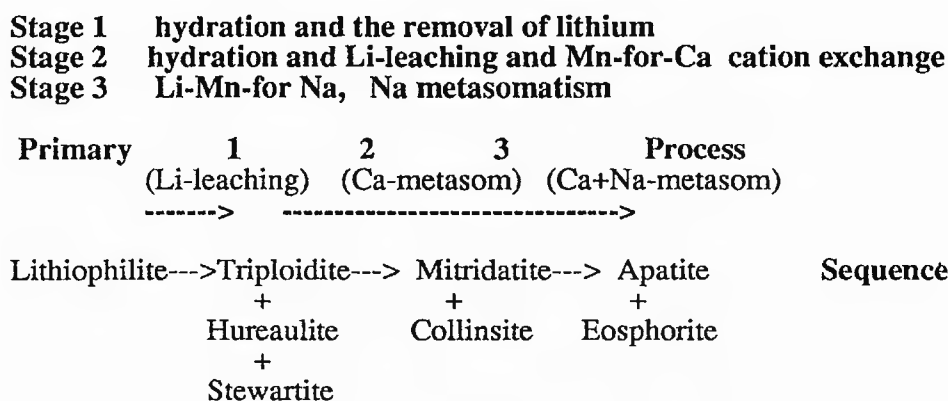 Stage 1 hydration and the removal of lithium
Stage 2 hydration and Li-leaching and Mn-for-Ca cation exchange
Stage 3 Li-Mn-for Na, Na metasomatism
Primary 1 2 3 Process
(Li-leaching) (Ca-metasom) (Ca+Na-metasom)
-------> --------------------------------->
Lithiophilite--->Triploidite---> Mitridatite---> Apatite Sequence
+ + +
Hureaulite Collinsite Eosphorite
+
Stewartite